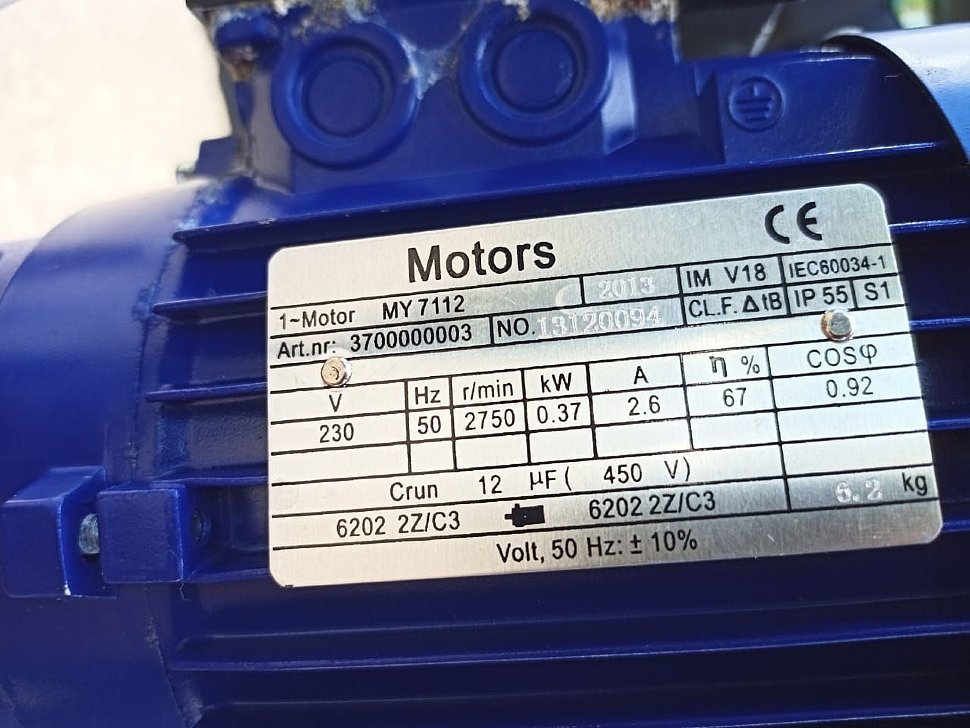 Motors CE
1~Motor MY 7112 2013 IM V18 IEC60034-1
Art.nr: 3700000003 NO. 13120094 CL.F. Δ tB IP 55 S1
V Hz r/min kW A η % COSφ
230 50 2750 0.37 2.6 67 0.92
Crun 12 µF ( 450 V)
6202 2Z/C3 6202 2Z/C3 6.2 kg
Volt, 50 Hz: ± 10%